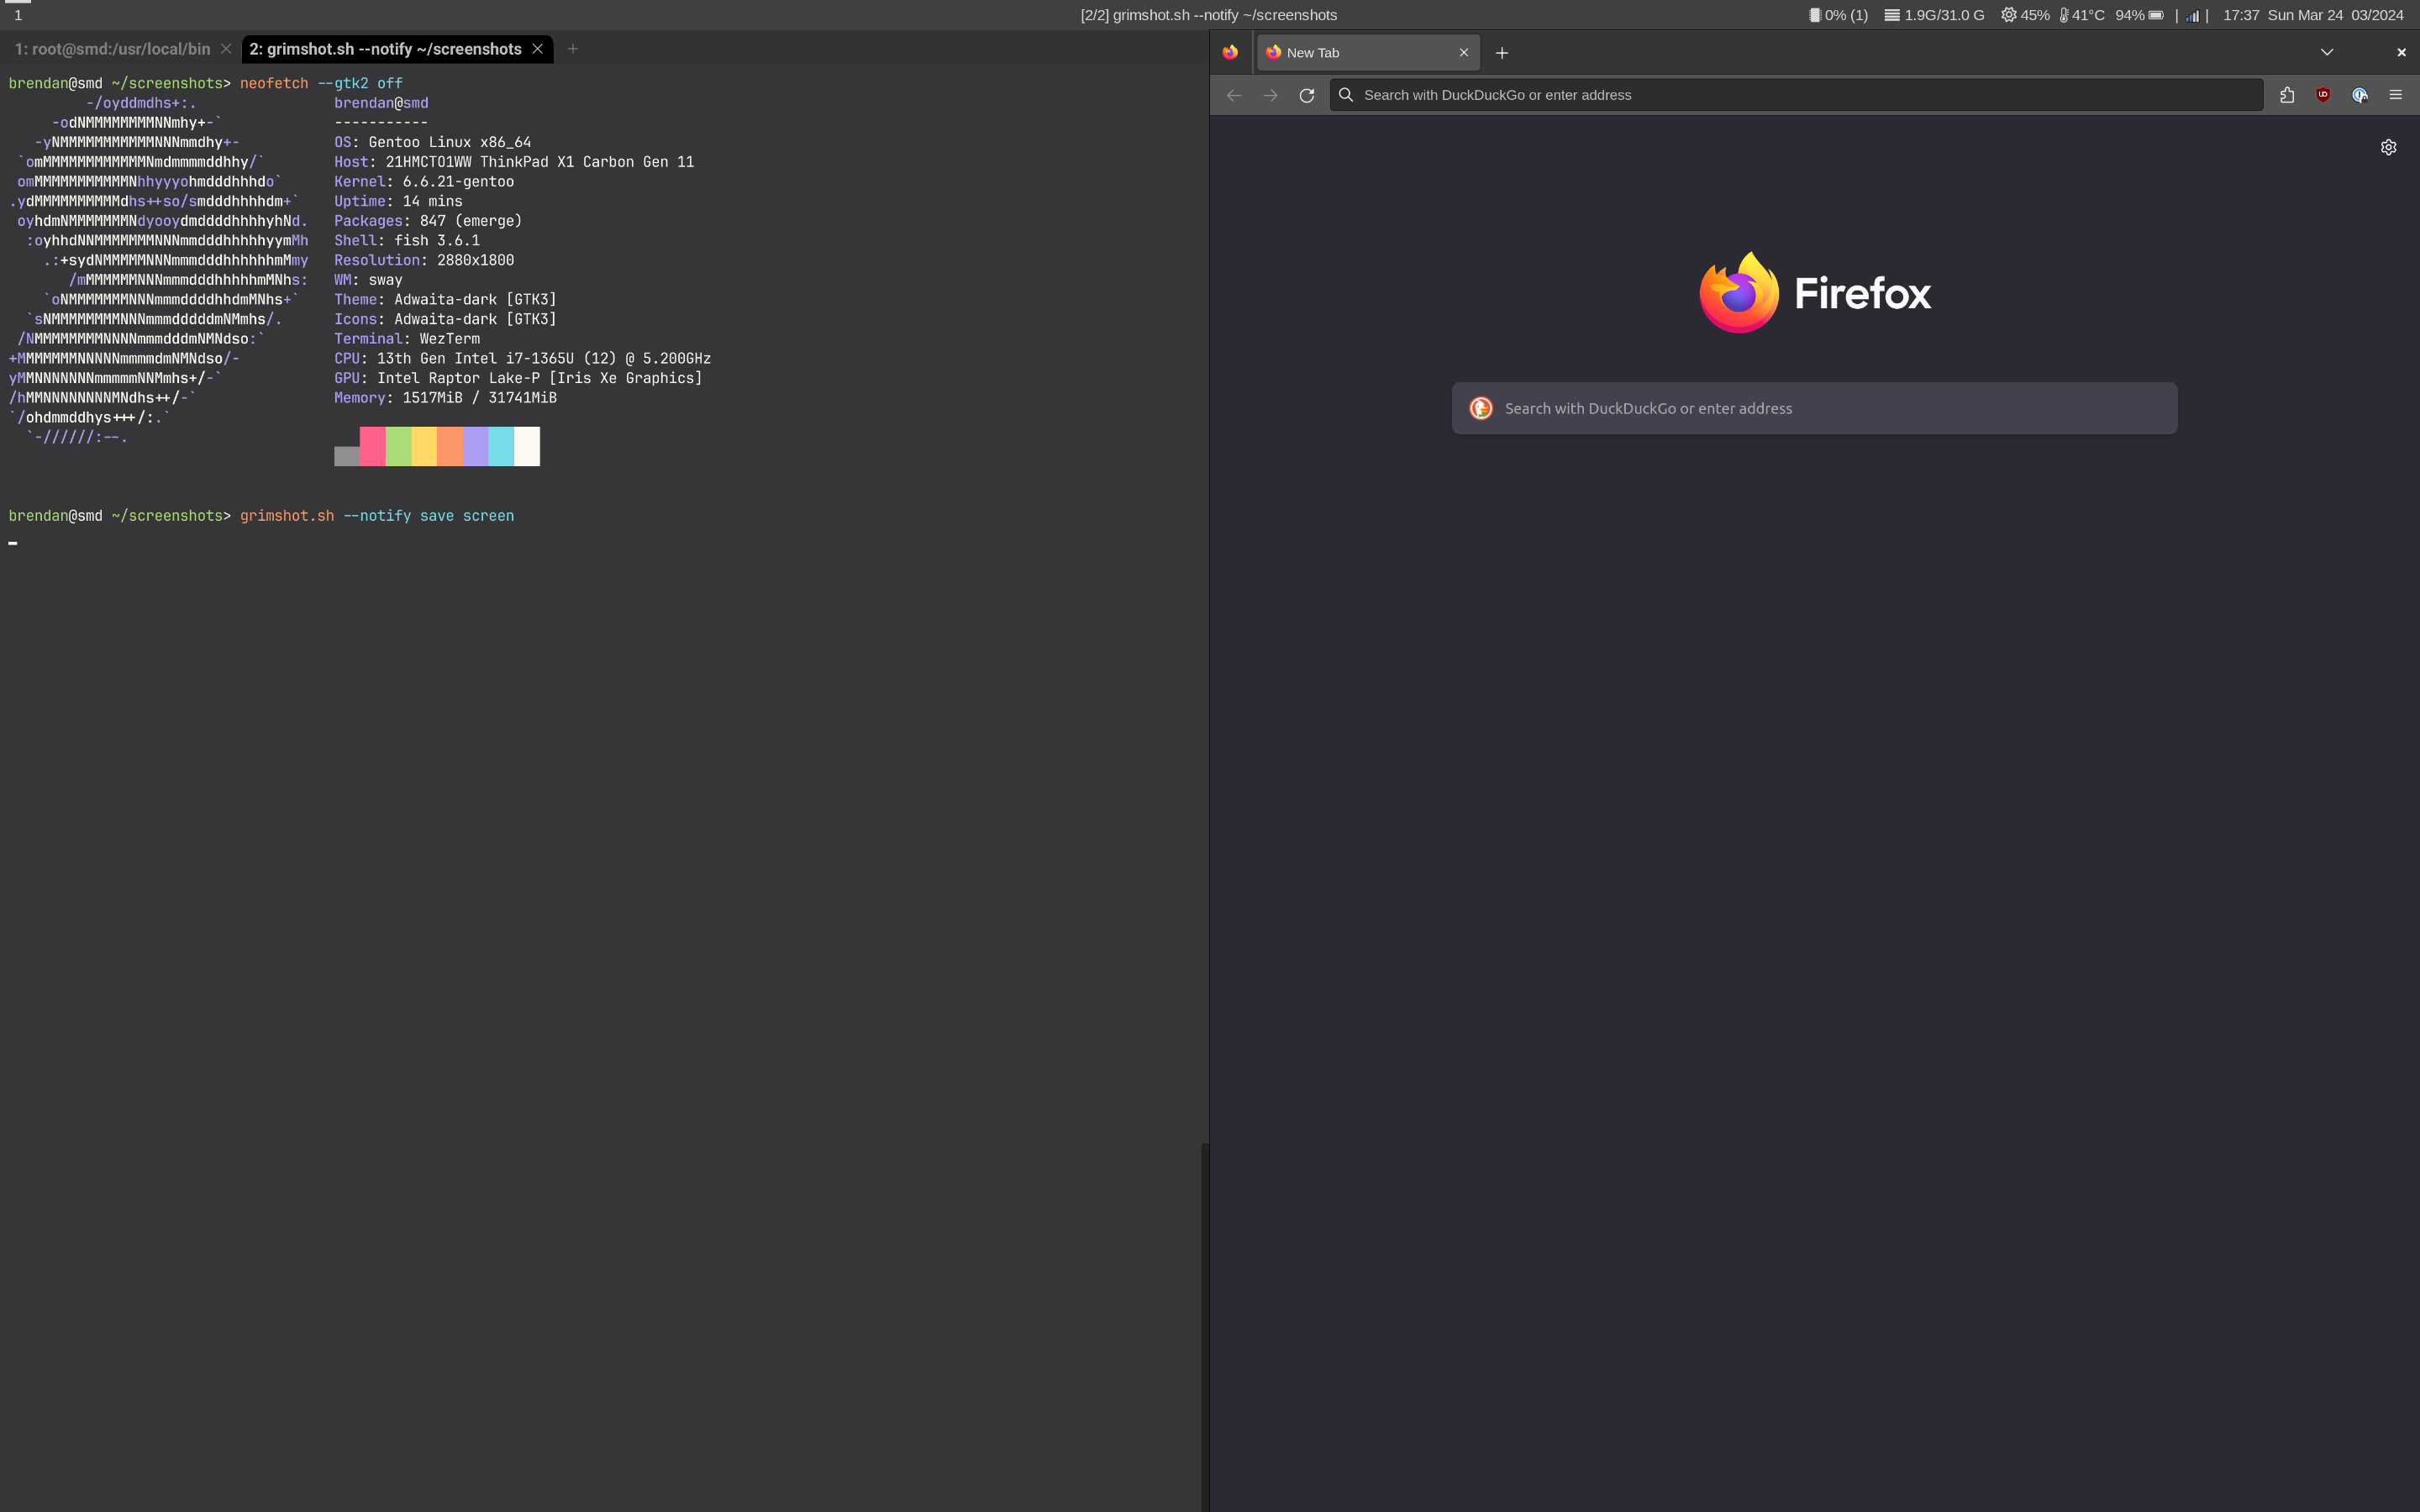 1
[2/2] grimshot.sh --notify ~/screenshots
0% (1) 1.9G/31.0 G 45% 41°C 94% | | 17:37 Sun Mar 24 03/2024
1: root@smd:/usr/local/bin
2: grimshot.sh --notify ~/screenshots
brendan@smd ~/screenshots> neofetch --gtk2 off
-/oyddmdhs+:.                brendan@smd
-odNMMMMMMMMNNmhy+-`             -----------
-yNMMMMMMMMMMMNNNmmdhy+-           OS: Gentoo Linux x86_64
`omMMMMMMMMMMMMNmdmmmmddhhy/`        Host: 21HMCTO1WW ThinkPad X1 Carbon Gen 11
omMMMMMMMMMMMNhhyyyohmdddhhhdo`      Kernel: 6.6.21-gentoo
.ydMMMMMMMMMMdhs++so/smdddhhhhdm+`    Uptime: 14 mins
oyhdmNMMMMMMMNdyooydmddddhhhhyhNd.   Packages: 847 (emerge)
:oyhhdNNMMMMMMMNNNmmdddhhhhhyymMh   Shell: fish 3.6.1
.:+sydNMMMMMNNNmmmdddhhhhhhmMmy   Resolution: 2880x1800
/mMMMMMMNNNmmmdddhhhhhmMNhs:   WM: sway
`oNMMMMMMMNNNmmmddddhhdmMNhs+`    Theme: Adwaita-dark [GTK3]
`sNMMMMMMMMNNNmmmdddddmNMmhs/.      Icons: Adwaita-dark [GTK3]
/NMMMMMMMMNNNNmmmdddmNMNdso:`        Terminal: WezTerm
+MMMMMMMNNNNNmmmmdmNMNdso/-           CPU: 13th Gen Intel i7-1365U (12) @ 5.200GHz
yMMNNNNNNNmmmmmNNMmhs+/-`             GPU: Intel Raptor Lake-P [Iris Xe Graphics]
/hMMNNNNNNNNMNdhs++/-`                Memory: 1517MiB / 31741MiB
`/ohdmmddhys+++/:.`
`-//////:--.
brendan@smd ~/screenshots> grimshot.sh --notify save screen
New Tab
Search with DuckDuckGo or enter address
Firefox
Search with DuckDuckGo or enter address